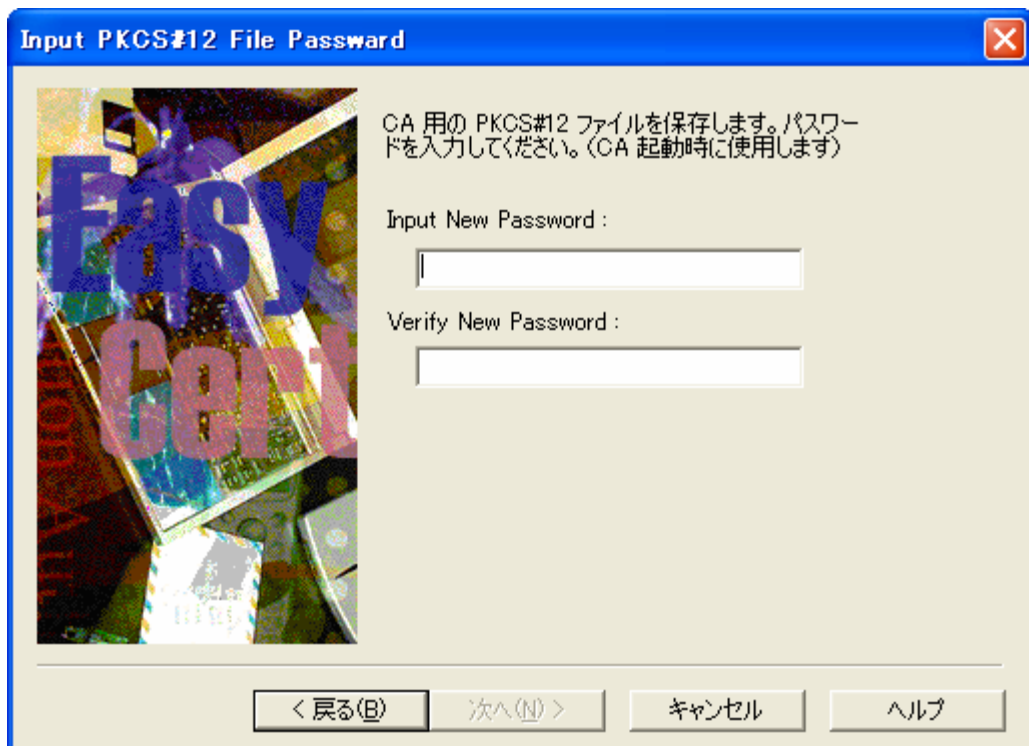 Input PKCS#12 File Passward
Easy
Cert
CA 用の PKCS#12 ファイルを保存します。パスワー
ドを入力してください。（CA 起動時に使用します）
Input New Password :
Verify New Password :
< 戻る(B)
次へ(N) >
キャンセル
ヘルプ